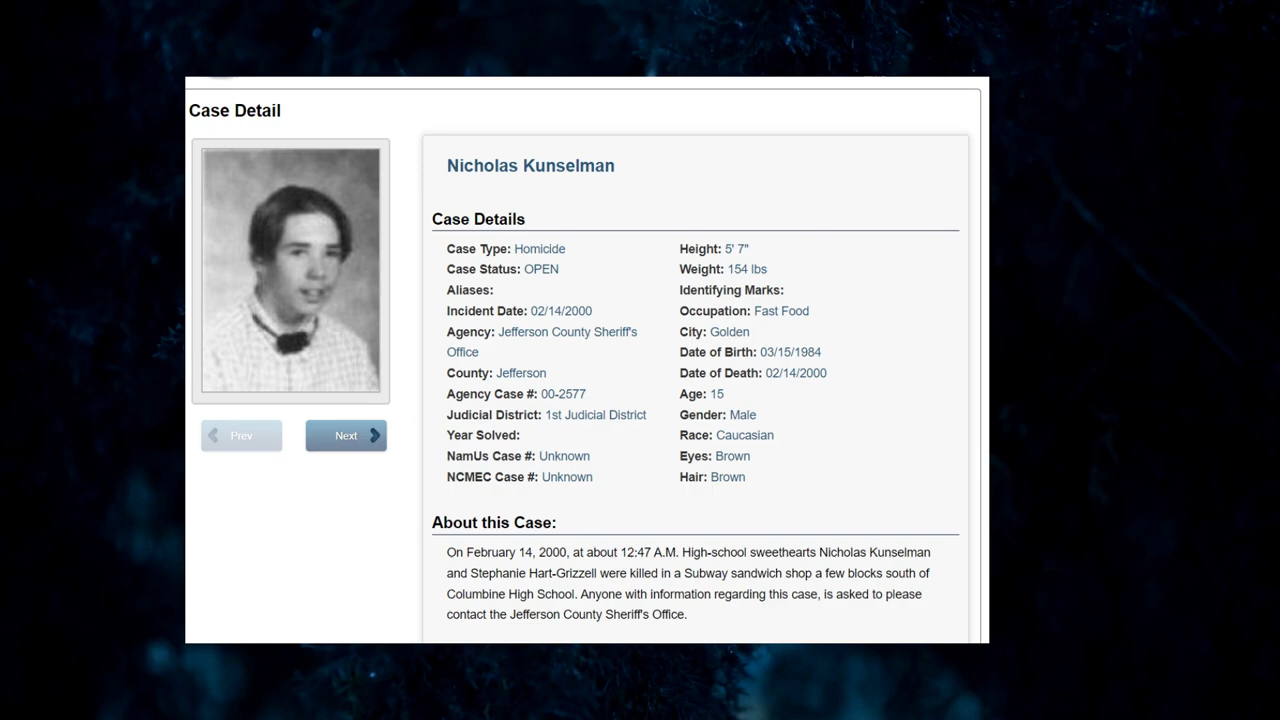 Case Detail
Nicholas Kunselman
Case Details
Case Type: Homicide
Case Status: OPEN
Aliases:
Incident Date: 02/14/2000
Agency: Jefferson County Sheriff's
Office
County: Jefferson
Agency Case #: 00-2577
Judicial District: 1st Judicial District
Year Solved:
NamUs Case #: Unknown
NCMEC Case #: Unknown
Height: 5' 7"
Weight: 154 lbs
Identifying Marks:
Occupation: Fast Food
City: Golden
Date of Birth: 03/15/1984
Date of Death: 02/14/2000
Age: 15
Gender: Male
Race: Caucasian
Eyes: Brown
Hair: Brown
Prev
Next
About this Case:
On February 14, 2000, at about 12:47 A.M. High-school sweethearts Nicholas Kunselman
and Stephanie Hart-Grizzell were killed in a Subway sandwich shop a few blocks south of
Columbine High School. Anyone with information regarding this case, is asked to please
contact the Jefferson County Sheriff's Office.